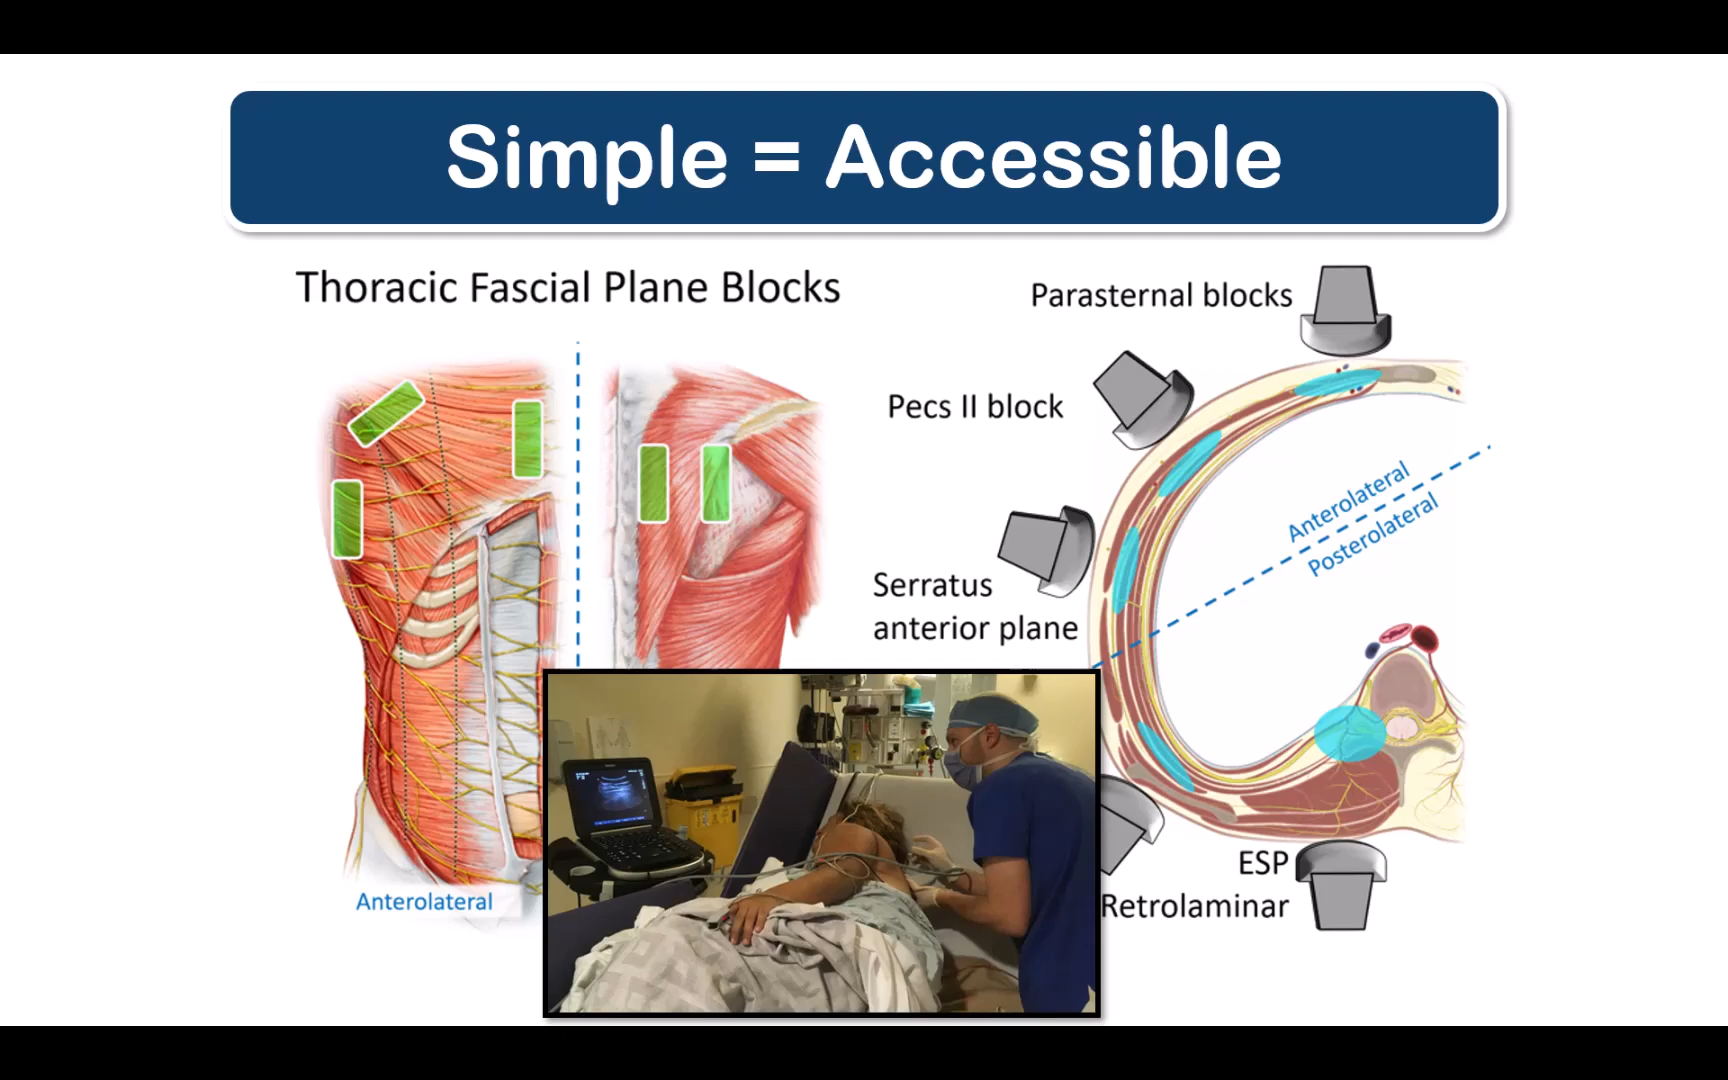 Simple = Accessible
Thoracic Fascial Plane Blocks
Parasternal blocks
Pecs II block
Anterolateral
Posterolateral
Serratus
anterior plane
Anterolateral
ESP
Retrolaminar